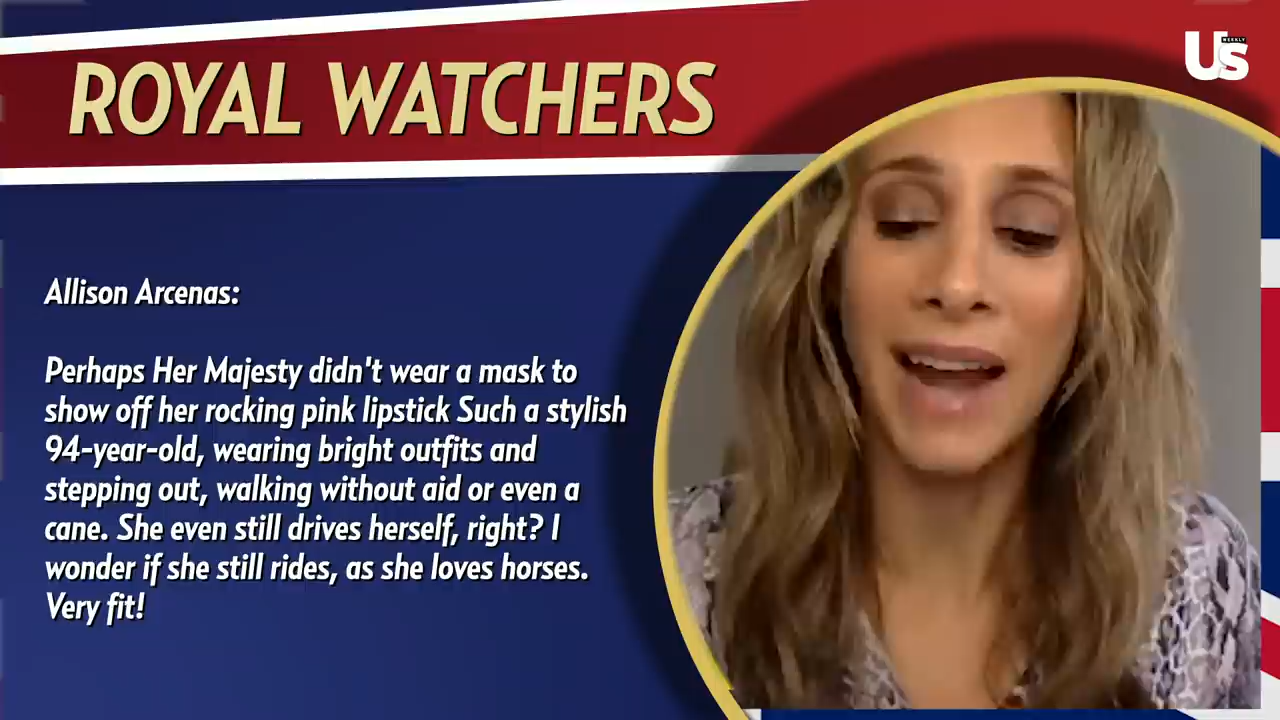 ROYAL WATCHERS
Us
WEEKLY
Allison Arcenas:
Perhaps Her Majesty didn't wear a mask to
show off her rocking pink lipstick Such a stylish
94-year-old, wearing bright outfits and
stepping out, walking without aid or even a
cane. She even still drives herself, right? I
wonder if she still rides, as she loves horses.
Very fit!